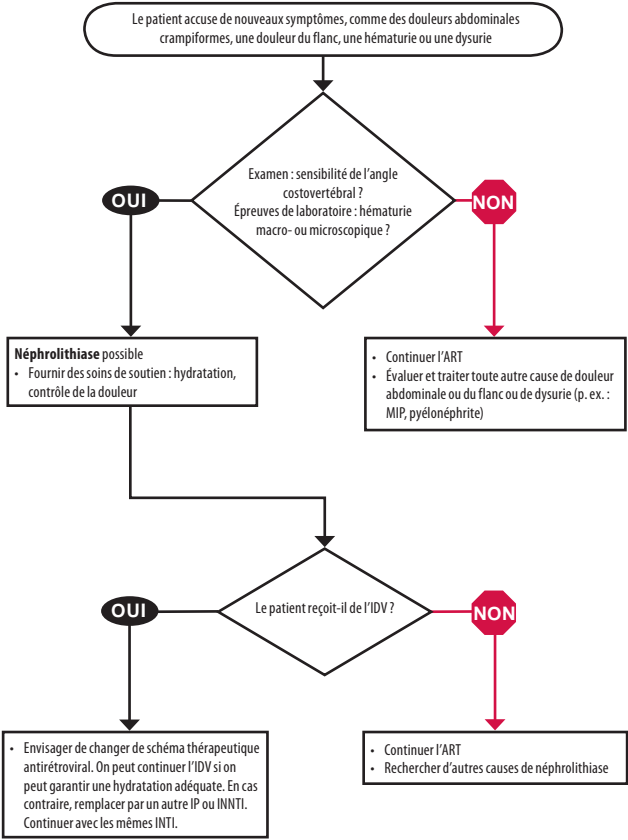 Le patient accuse de nouveaux symptômes, comme des douleurs abdominales
crampiformes, une douleur du flanc, une hématurie ou une dysurie
Examen : sensibilité de l'angle
costovertébral ?
Épreuves de laboratoire : hématurie
macro- ou microscopique ?
OUI
NON
Néphrolithiase possible
• Fournir des soins de soutien : hydratation,
contrôle de la douleur
• Continuer l'ART
• Évaluer et traiter toute autre cause de douleur
abdominale ou du flanc ou de dysurie (p. ex. :
MIP, pyélonéphrite)
Le patient reçoit-il de l'IDV ?
OUI
NON
• Envisager de changer de schéma thérapeutique
antirétroviral. On peut continuer l'IDV si on
peut garantir une hydratation adéquate. En cas
contraire, remplacer par un autre IP ou INNTI.
Continuer avec les mêmes INTI.
• Continuer l'ART
• Rechercher d'autres causes de néphrolithiase